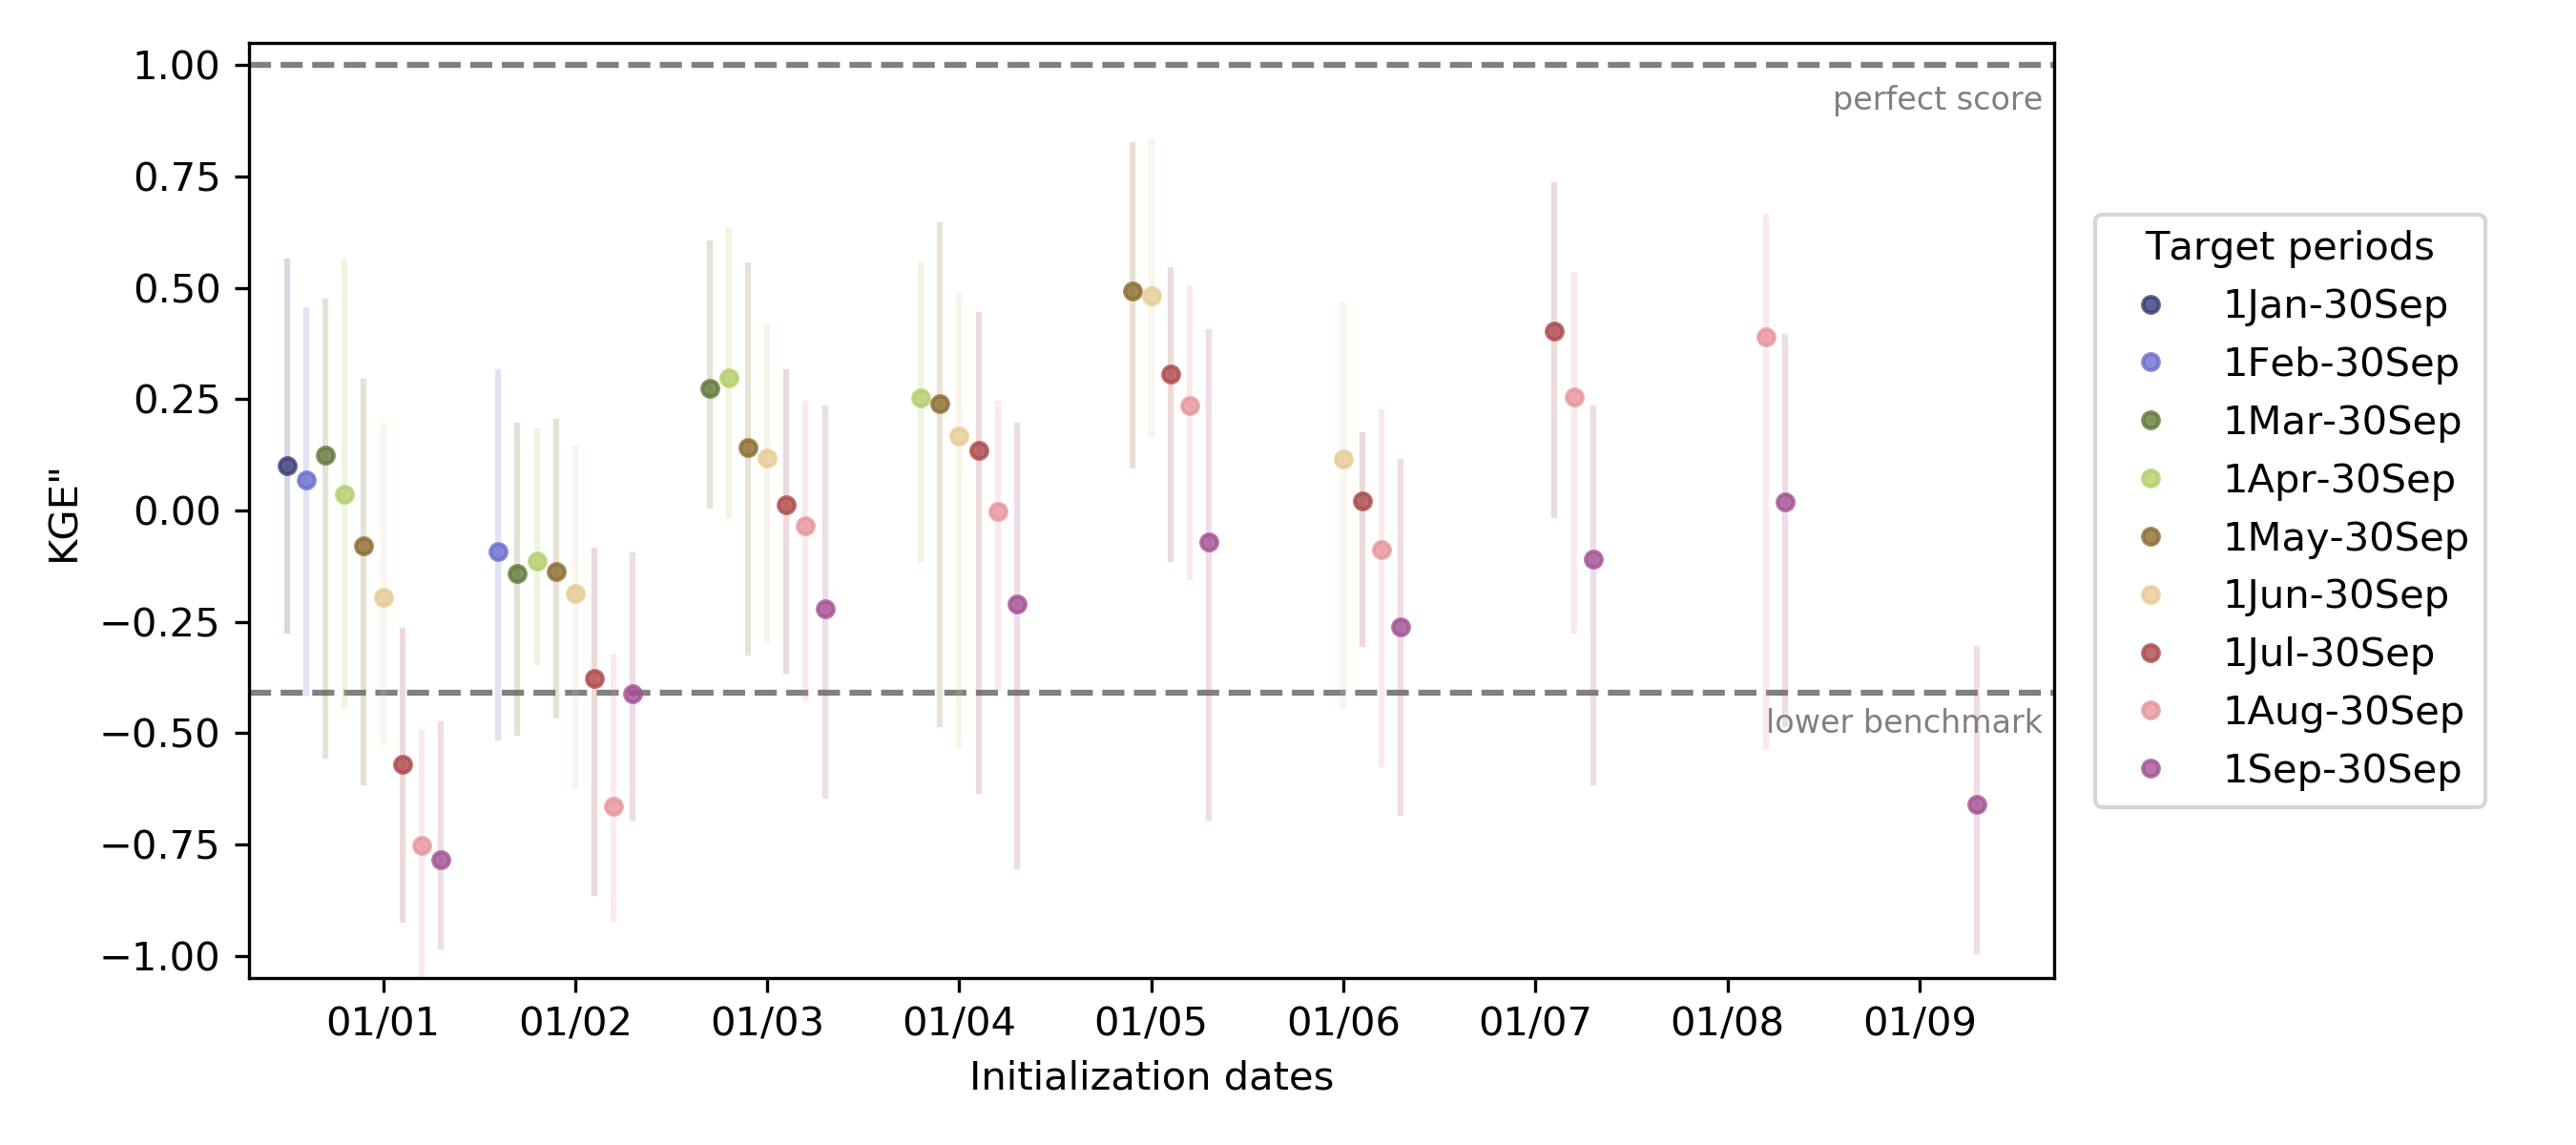 1.00
0.75
0.50
0.25
0.00
−0.25
−0.50
−0.75
−1.00
KGE"
perfect score
lower benchmark
01/01 01/02 01/03 01/04 01/05 01/06 01/07 01/08 01/09
Initialization dates
Target periods
1Jan-30Sep
1Feb-30Sep
1Mar-30Sep
1Apr-30Sep
1May-30Sep
1Jun-30Sep
1Jul-30Sep
1Aug-30Sep
1Sep-30Sep